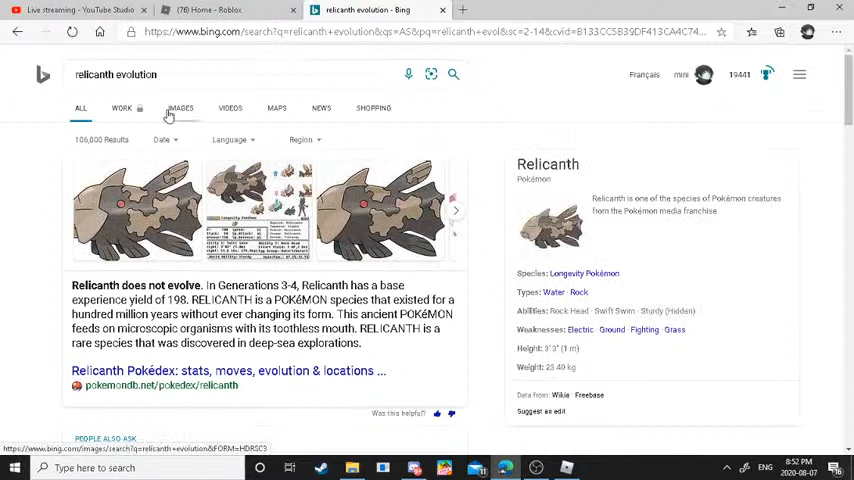 Live streaming - YouTube Studio
(76) Home - Roblox
relicanth evolution - Bing
https://www.bing.com/search?q=relicanth+evolution&qs=AS&pq=relicanth+evol&sc=2-14&cvid=B133CC5B39DF413CA4C74...
relicanth evolution
Français
mini
19441
ALL
WORK
IMAGES
VIDEOS
MAPS
NEWS
SHOPPING
106,000 Results
Date
Language
Region
Relicanth does not evolve. In Generations 3-4, Relicanth has a base
experience yield of 198. RELICANTH is a POKéMON species that existed for a
hundred million years without ever changing its form. This ancient POKéMON
feeds on microscopic organisms with its toothless mouth. RELICANTH is a
rare species that was discovered in deep-sea explorations.
Relicanth Pokédex: stats, moves, evolution & locations ...
pokemondb.net/pokedex/relicanth
Was this helpful?
PEOPLE ALSO ASK
Relicanth
Pokémon
Relicanth is one of the species of Pokémon creatures
from the Pokémon media franchise
Species: Longevity Pokémon
Types: Water · Rock
Abilities: Rock Head · Swift Swim · Sturdy (Hidden)
Weaknesses: Electric · Ground · Fighting · Grass
Height: 3' 3" (1 m)
Weight: 23.40 kg
Data from: Wikia · Freebase
Suggest an edit
https://www.bing.com/images/search?q=relicanth+evolution&FORM=HDRSC3
Type here to search
11
ENG
8:52 PM
2020-08-07
16